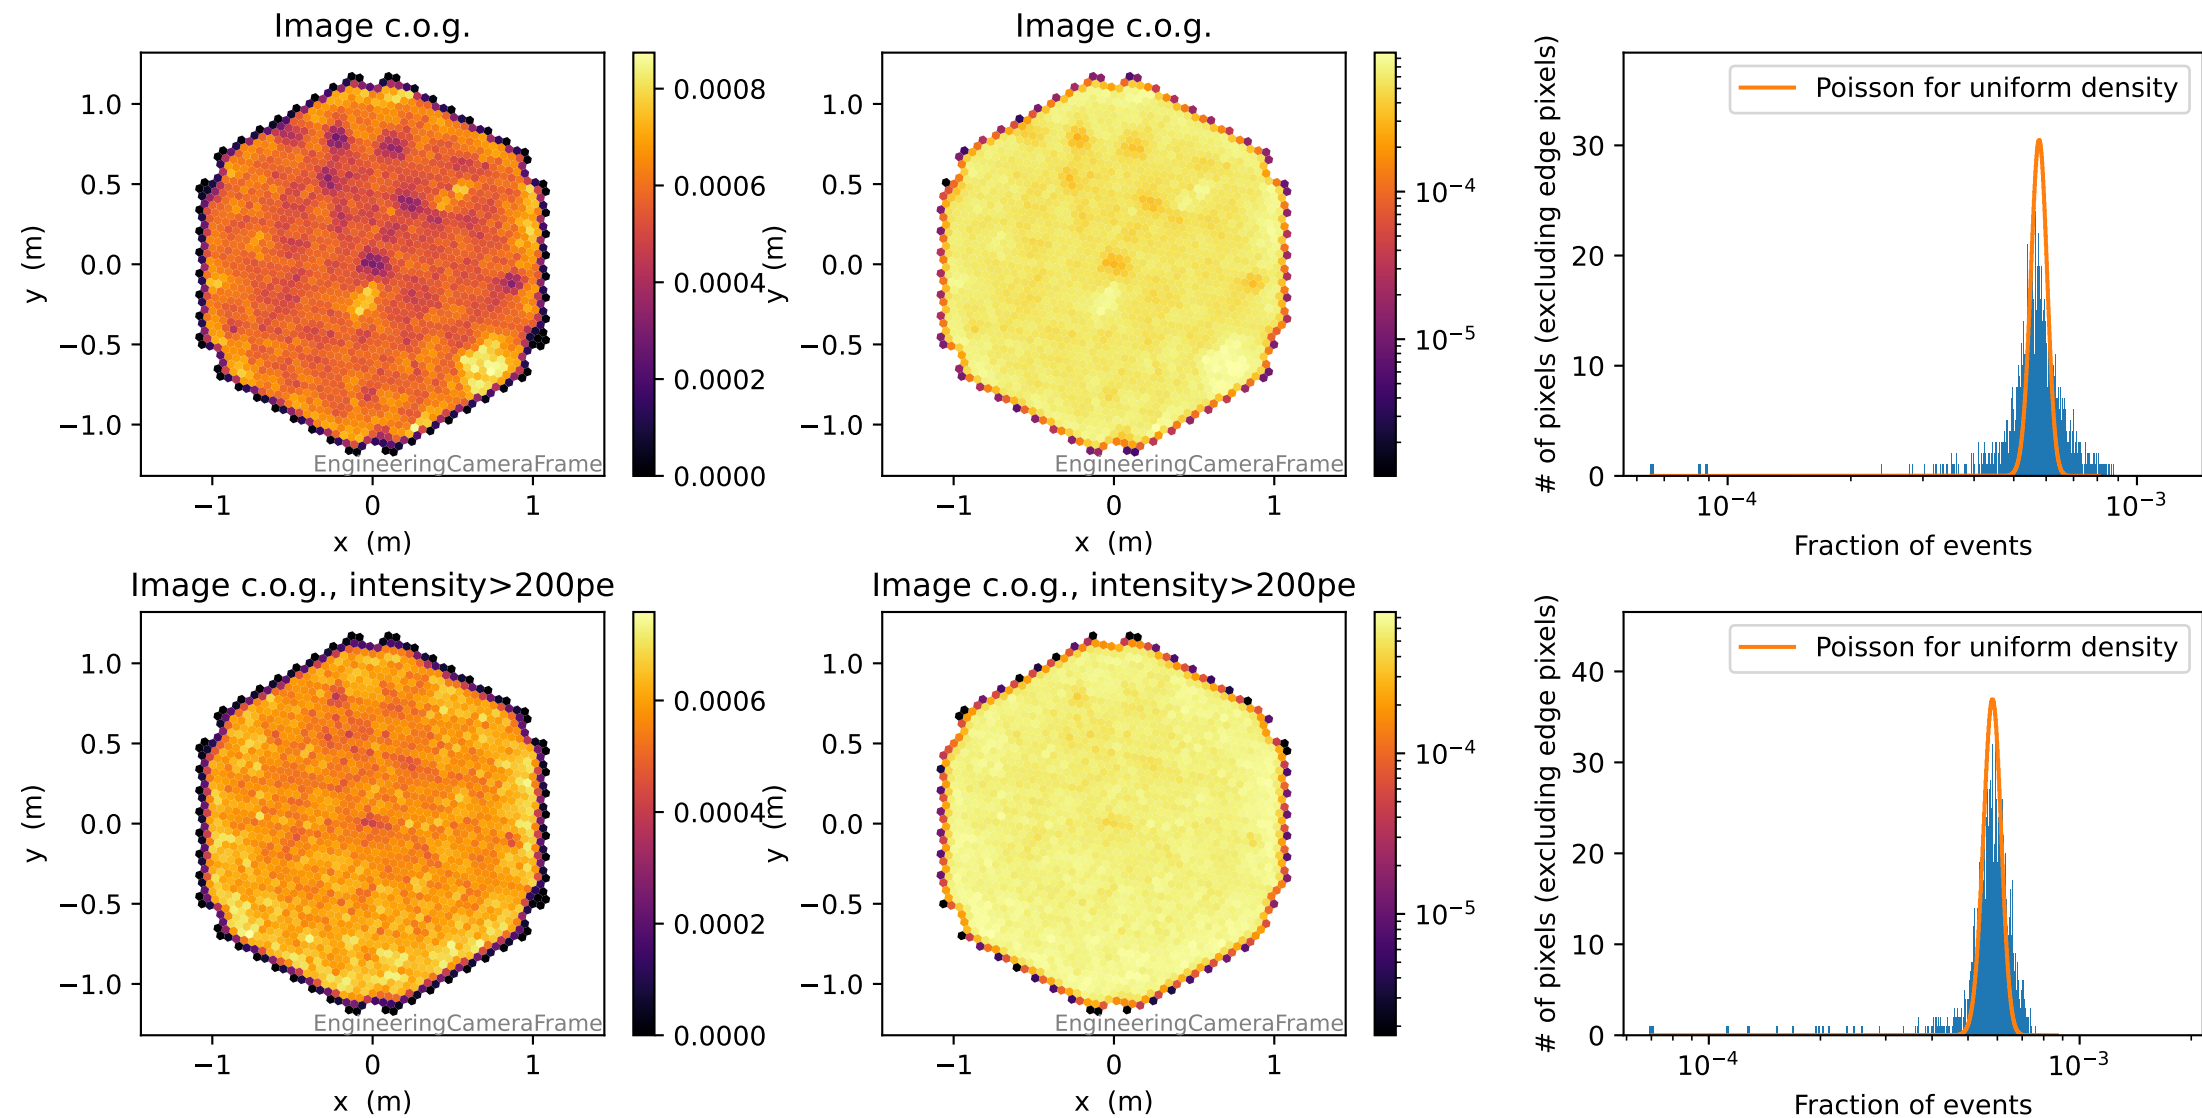 Image c.o.g.
1.0
0.5
0.0
−0.5
−1.0
y (m)
−1
0
1
x (m)
EngineeringCameraFrame
0.0008
0.0006
0.0004
0.0002
0.0000
Image c.o.g.
1.0
0.5
0.0
−0.5
−1.0
y (m)
−1
0
1
x (m)
EngineeringCameraFrame
10−4
10−5
Poisson for uniform density
# of pixels (excluding edge pixels)
30
20
10
0
10−4
10−3
Fraction of events
Image c.o.g., intensity>200pe
1.0
0.5
0.0
−0.5
−1.0
y (m)
−1
0
1
x (m)
EngineeringCameraFrame
0.0006
0.0004
0.0002
0.0000
Image c.o.g., intensity>200pe
1.0
0.5
0.0
−0.5
−1.0
y (m)
−1
0
1
x (m)
EngineeringCameraFrame
10−4
10−5
Poisson for uniform density
# of pixels (excluding edge pixels)
40
30
20
10
0
10−4
10−3
Fraction of events